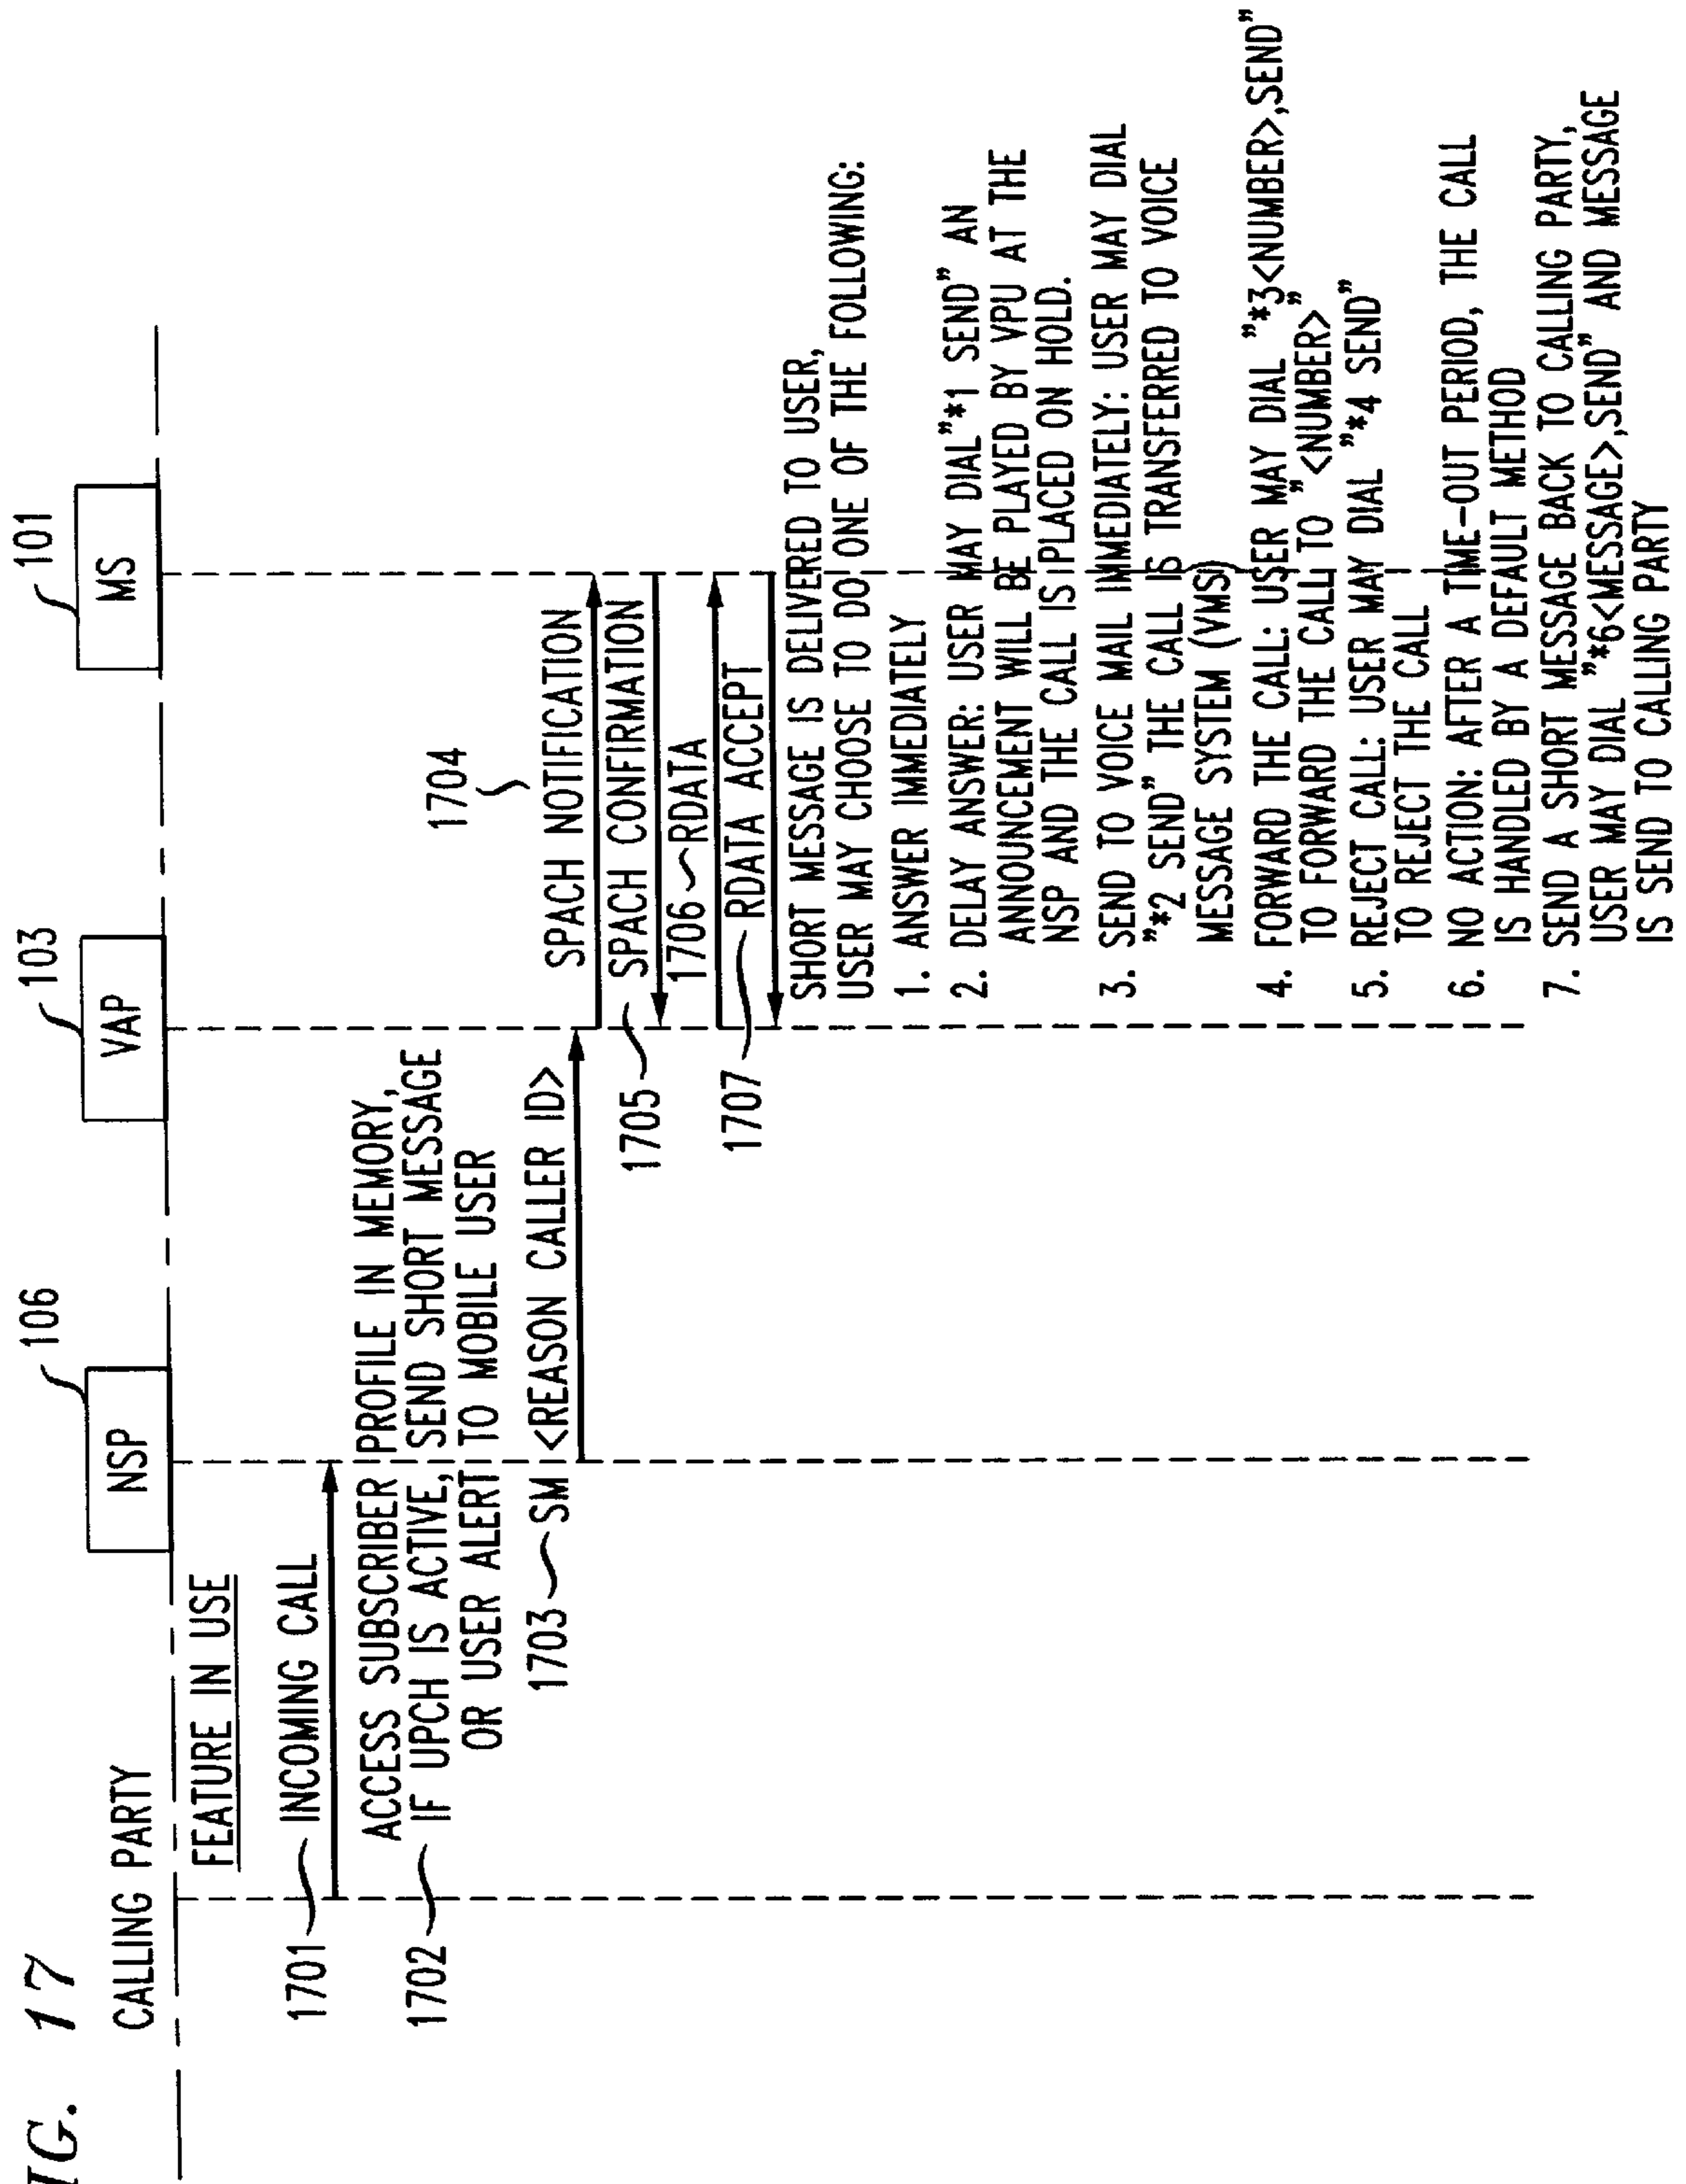 IG. 17
CALLING PARTY
NSP
106
VAP
103
MS
101
FEATURE IN USE
1701
INCOMING CALL
1702
ACCESS SUBSCRIBER PROFILE IN MEMORY,
IF UPCH IS ACTIVE, SEND SHORT MESSAGE
OR USER ALERT TO MOBILE USER
1703
SM <REASON CALLER ID>
1704
SPACH NOTIFICATION
1705
SPACH CONFIRMATION
1706
RDATA
1707
RDATA ACCEPT
SHORT MESSAGE IS DELIVERED TO USER,
USER MAY CHOOSE TO DO ONE OF THE FOLLOWING:
1. ANSWER IMMEDIATELY
2. DELAY ANSWER: USER MAY DIAL"*1 SEND" AN
ANNOUNCEMENT WILL BE PLAYED BY VPU AT THE
NSP AND THE CALL IS PLACED ON HOLD.
3. SEND TO VOICE MAIL IMMEDIATELY: USER MAY DIAL
"*2 SEND" THE CALL IS TRANSFERRED TO VOICE
MESSAGE SYSTEM (VMS)
4. FORWARD THE CALL: USER MAY DIAL "*3<NUMBER>,SEND"
TO FORWARD THE CALL TO "<NUMBER>"
5. REJECT CALL: USER MAY DIAL "*4 SEND"
TO REJECT THE CALL
6. NO ACTION: AFTER A TIME-OUT PERIOD, THE CALL
IS HANDLED BY A DEFAULT METHOD
7. SEND A SHORT MESSAGE BACK TO CALLING PARTY,
USER MAY DIAL "*6<MESSAGE>,SEND" AND MESSAGE
IS SEND TO CALLING PARTY